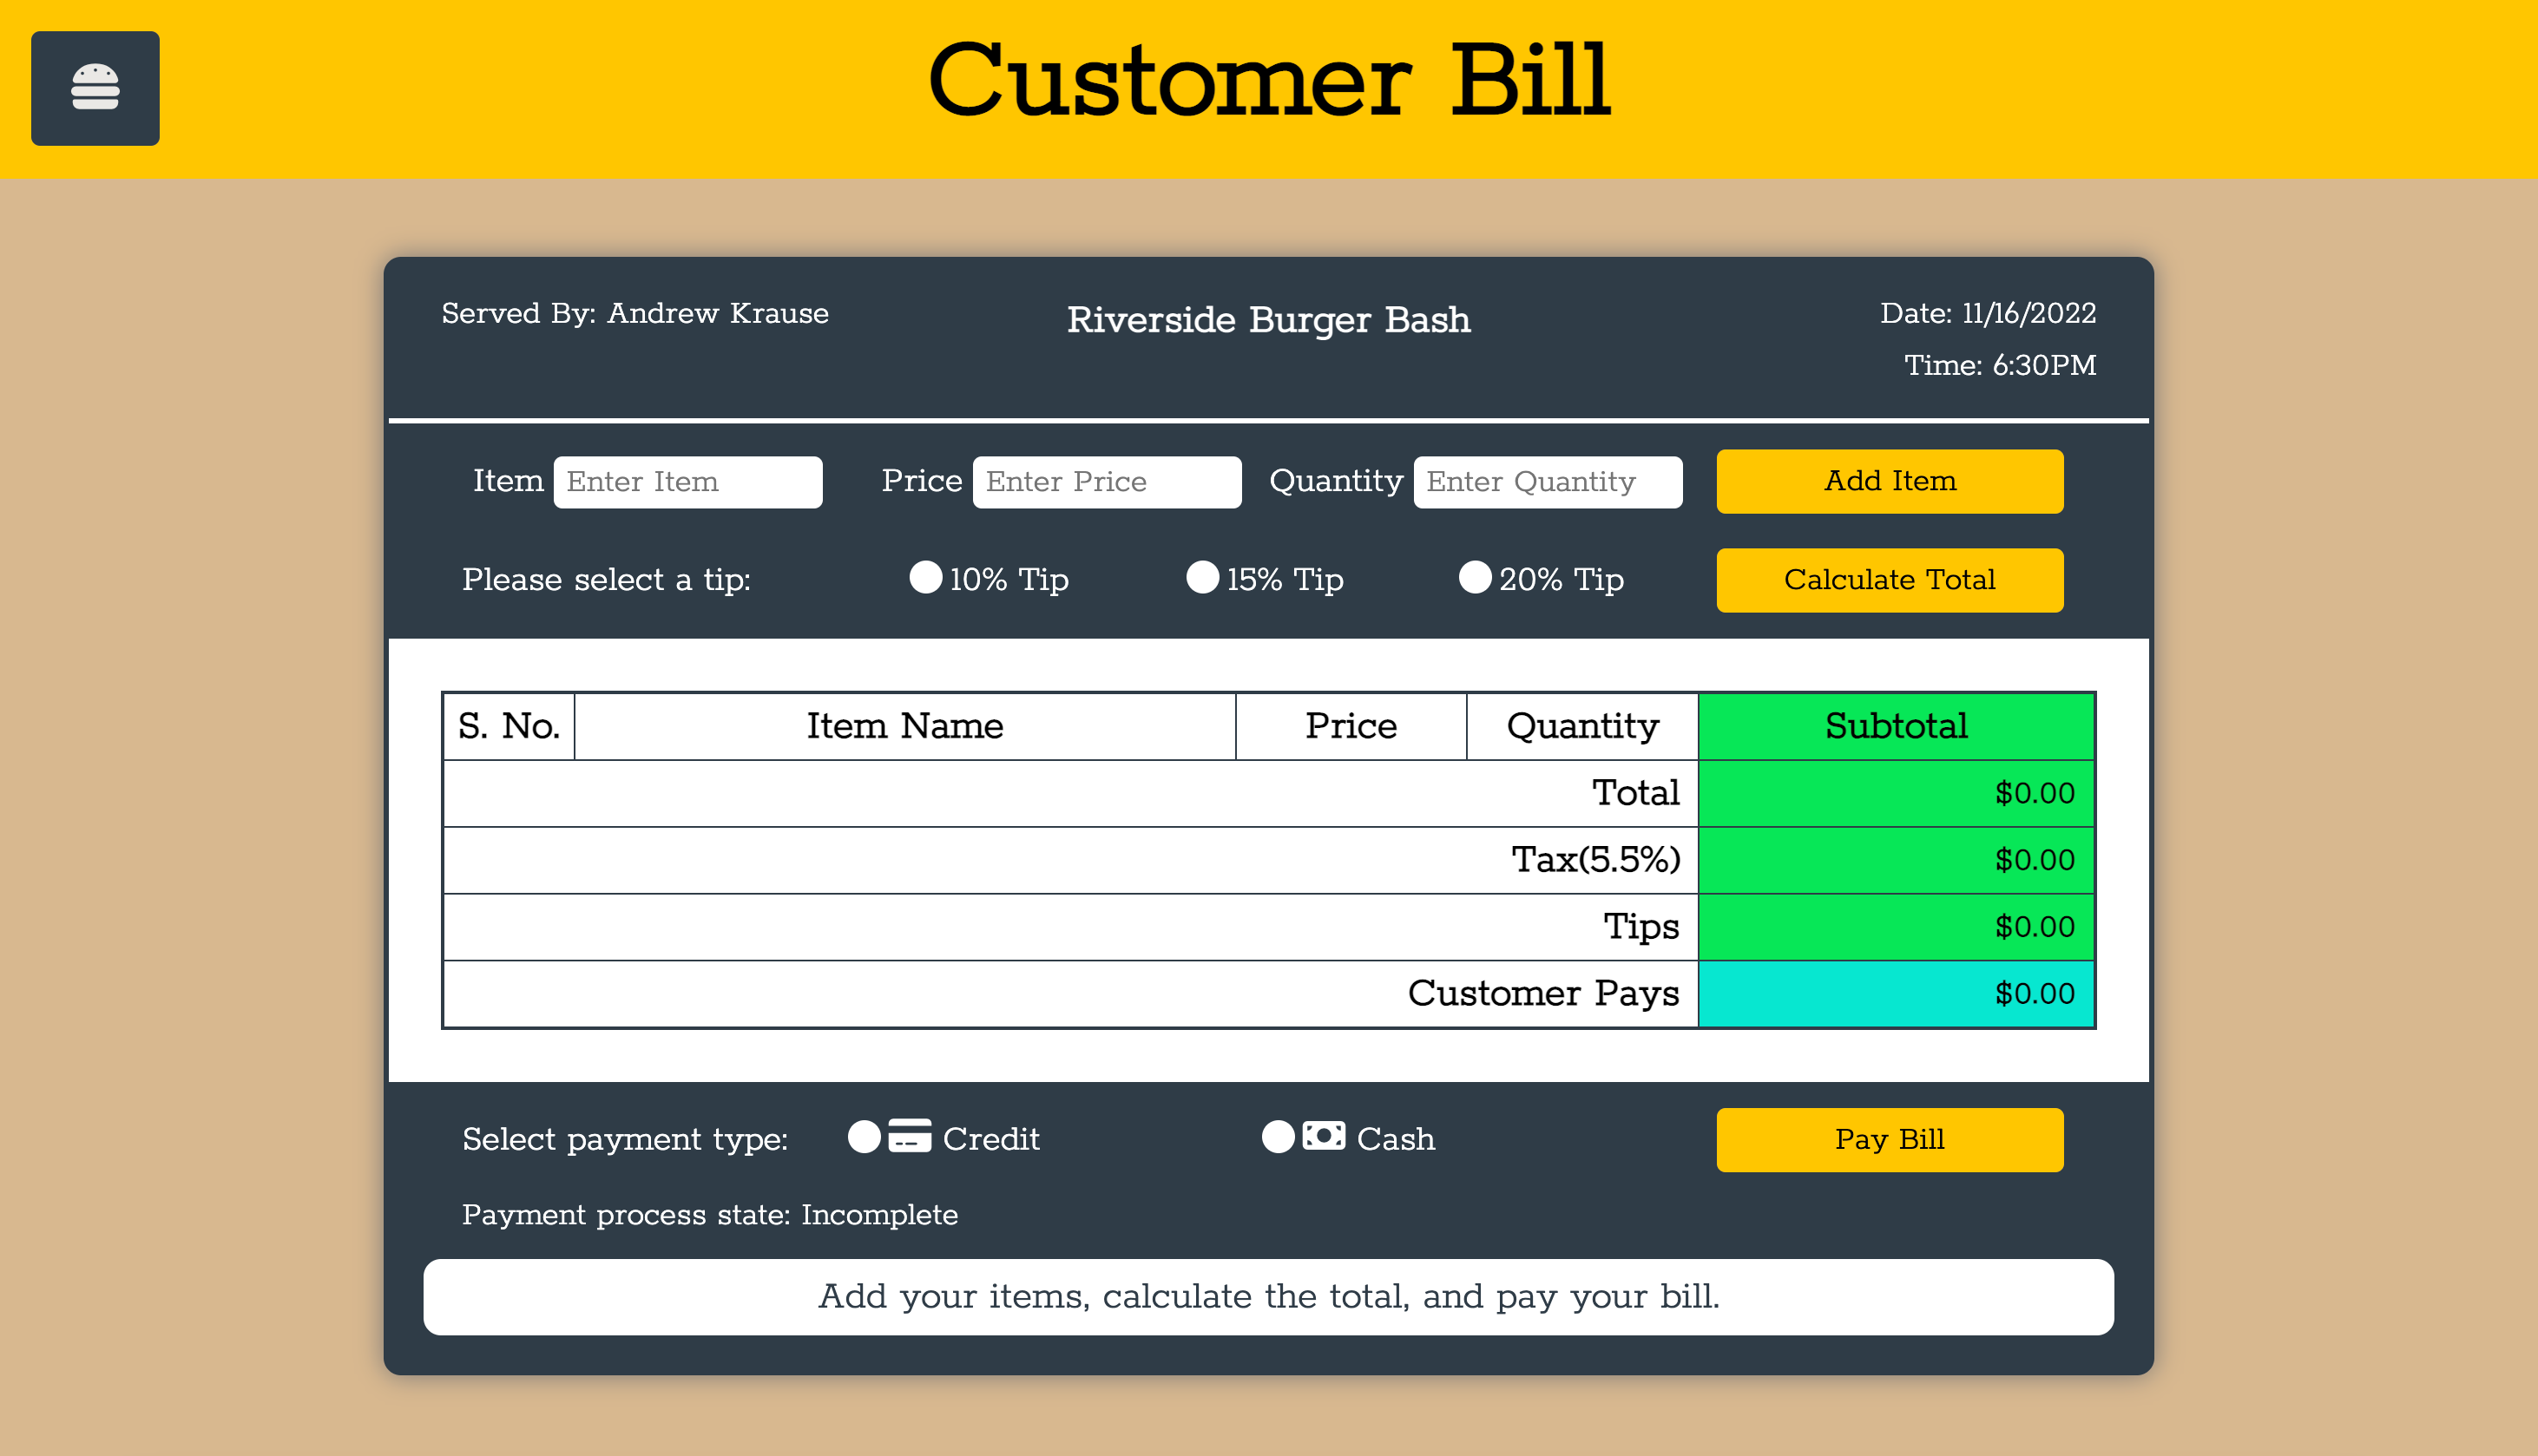 Customer Bill
Served By: Andrew Krause
Riverside Burger Bash
Date: 11/16/2022
Time: 6:30PM
Item Enter Item Price Enter Price Quantity Enter Quantity Add Item
Please select a tip: 10% Tip 15% Tip 20% Tip Calculate Total
S. No. Item Name Price Quantity Subtotal
Total $0.00
Tax(5.5%) $0.00
Tips $0.00
Customer Pays $0.00
Select payment type: Credit Cash Pay Bill
Payment process state: Incomplete
Add your items, calculate the total, and pay your bill.